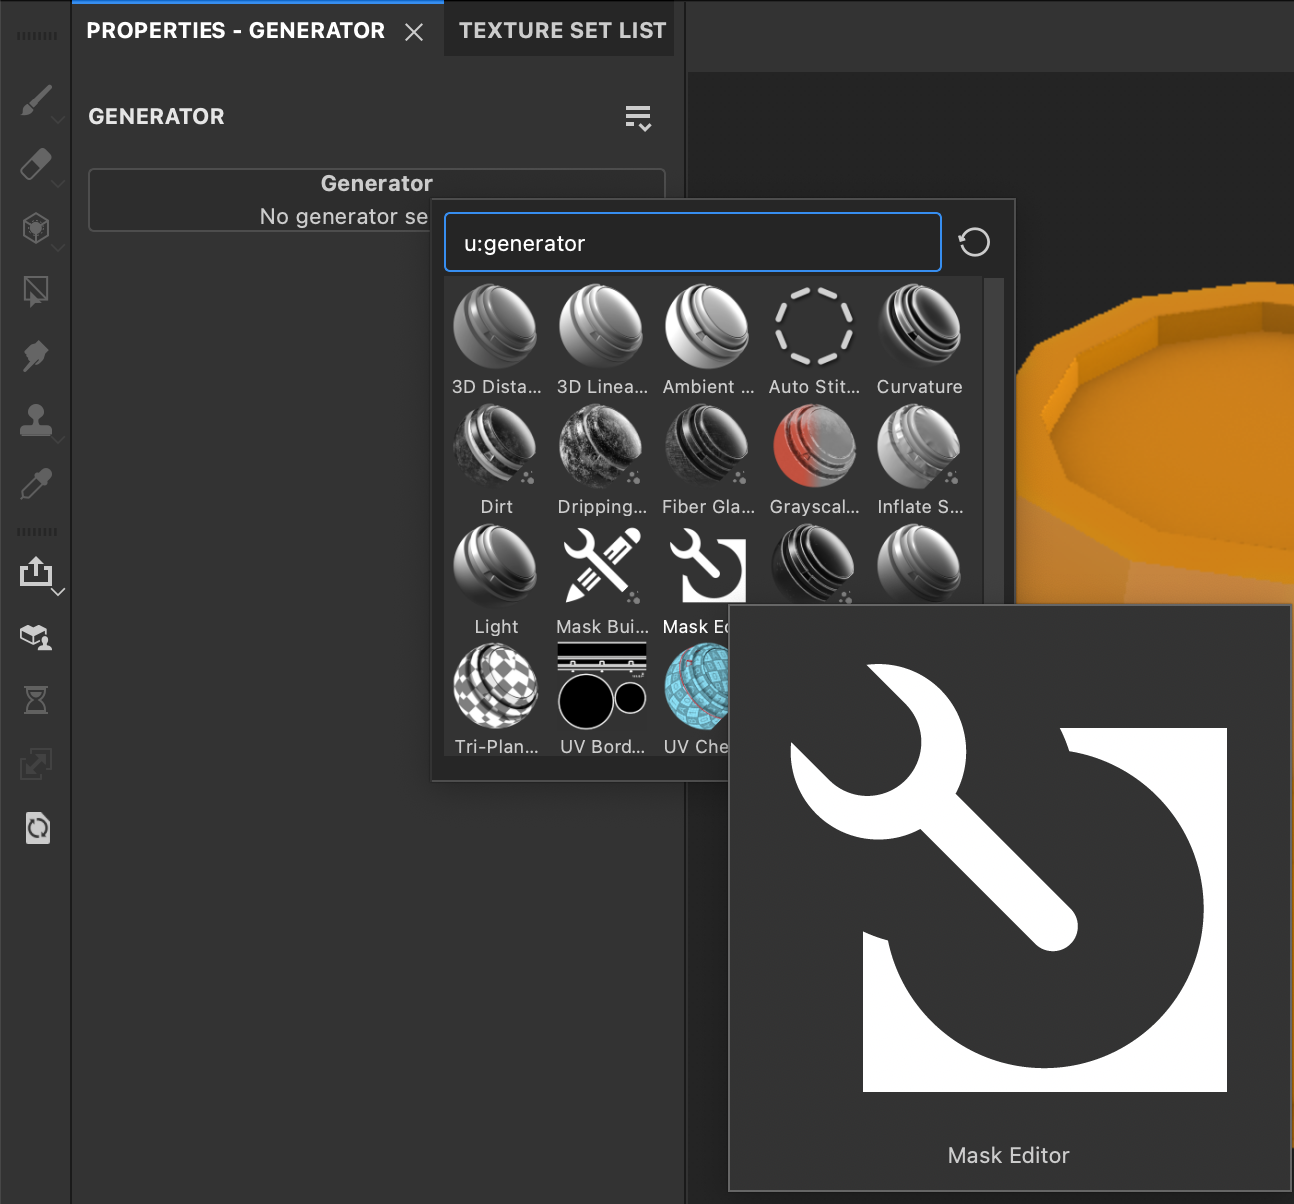 PROPERTIES - GENERATOR
TEXTURE SET LIST
GENERATOR
Generator
No generator se
u:generator
3D Dista... 3D Linea... Ambient ... Auto Stit... Curvature
Dirt Dripping... Fiber Gla... Grayscal... Inflate S...
Light Mask Bui... Mask Ed
Tri-Plan... UV Bord... UV Che
Mask Editor